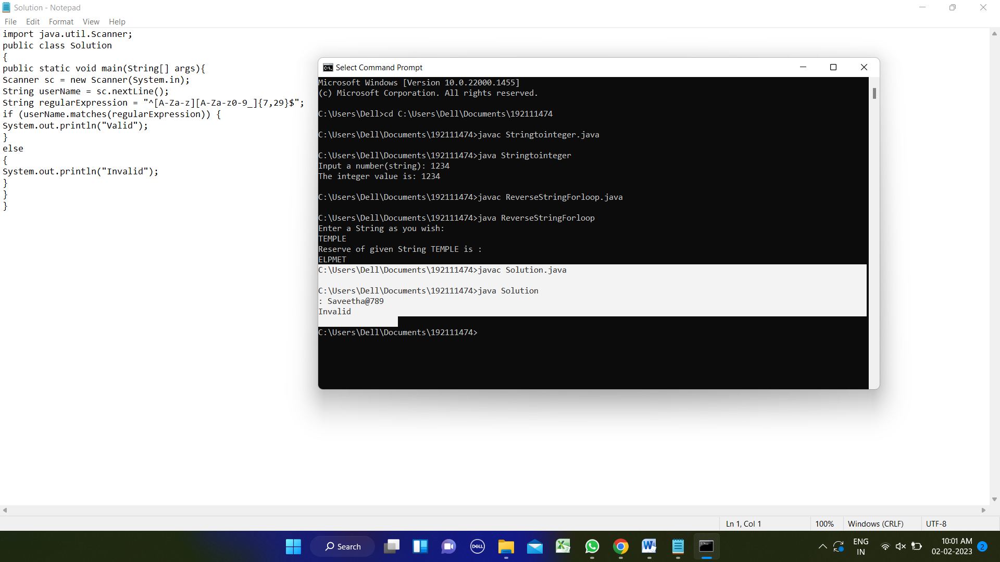 Solution - Notepad
File Edit Format View Help
import java.util.Scanner;
public class Solution
{
public static void main(String[] args){
Scanner sc = new Scanner(System.in);
String userName = sc.nextLine();
String regularExpression = "^[A-Za-z][A-Za-z0-9_]{7,29}$";
if (userName.matches(regularExpression)) {
System.out.println("Valid");
}
else
{
System.out.println("Invalid");
}
}
}
Select Command Prompt
Microsoft Windows [Version 10.0.22000.1455]
(c) Microsoft Corporation. All rights reserved.
C:\Users\Dell>cd C:\Users\Dell\Documents\192111474
C:\Users\Dell\Documents\192111474>javac Stringtointeger.java
C:\Users\Dell\Documents\192111474>java Stringtointeger
Input a number(string): 1234
The integer value is: 1234
C:\Users\Dell\Documents\192111474>javac ReverseStringForloop.java
C:\Users\Dell\Documents\192111474>java ReverseStringForloop
Enter a String as you wish:
TEMPLE
Reserve of given String TEMPLE is :
ELPMET
C:\Users\Dell\Documents\192111474>javac Solution.java
C:\Users\Dell\Documents\192111474>java Solution
: Saveetha@789
Invalid
C:\Users\Dell\Documents\192111474>
Ln 1, Col 1 100% Windows (CRLF) UTF-8
Search
DELL
ENG
IN
10:01 AM
02-02-2023
2